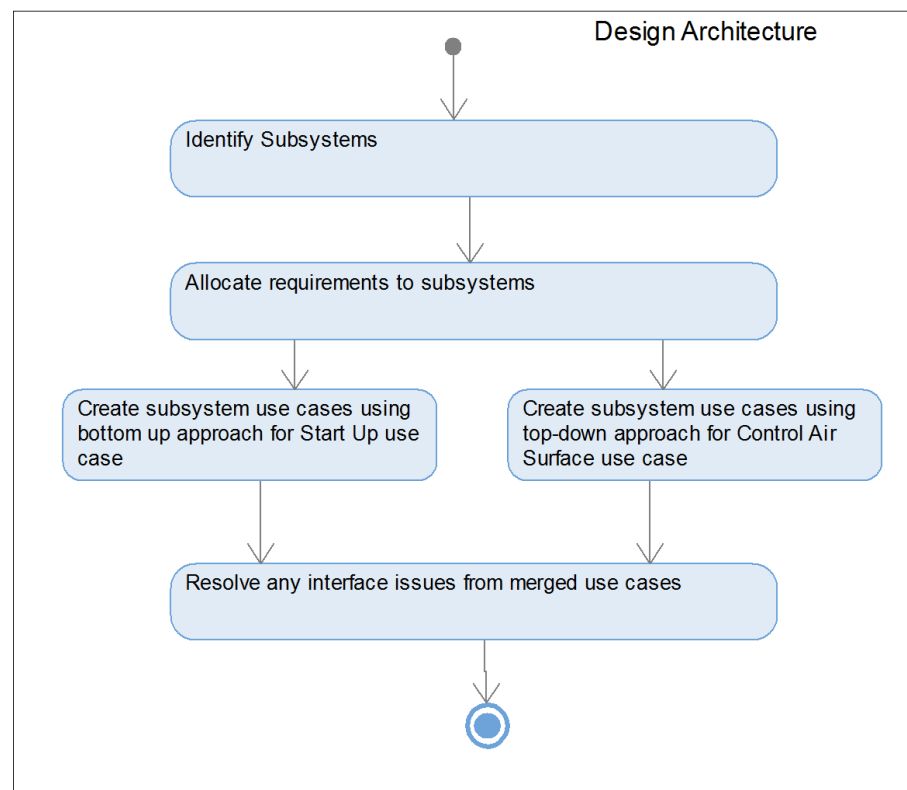 Design Architecture
Identify Subsystems
Allocate requirements to subsystems
Create subsystem use cases using
bottom up approach for Start Up use
case
Create subsystem use cases using
top-down approach for Control Air
Surface use case
Resolve any interface issues from merged use cases